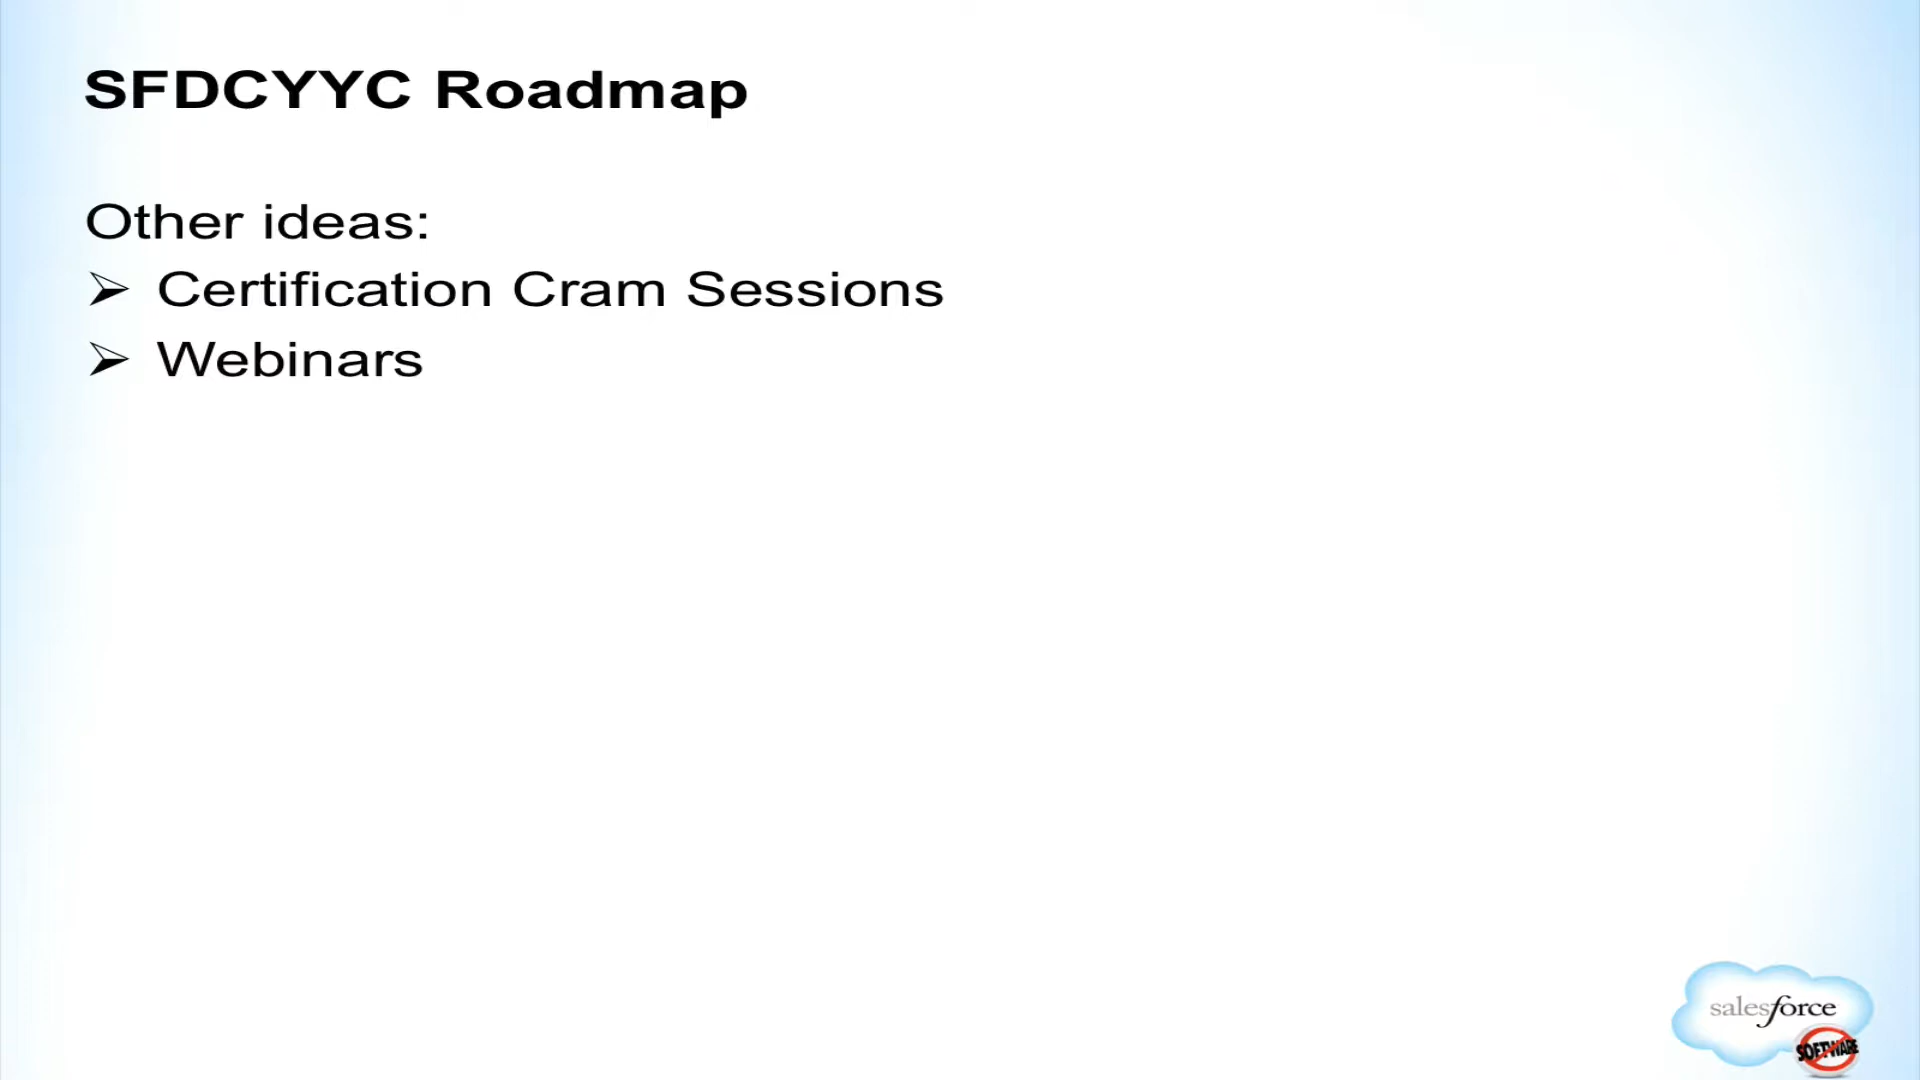 SFDCYYC Roadmap
Other ideas:
➢ Certification Cram Sessions
➢ Webinars
salesforce
SOFTWARE